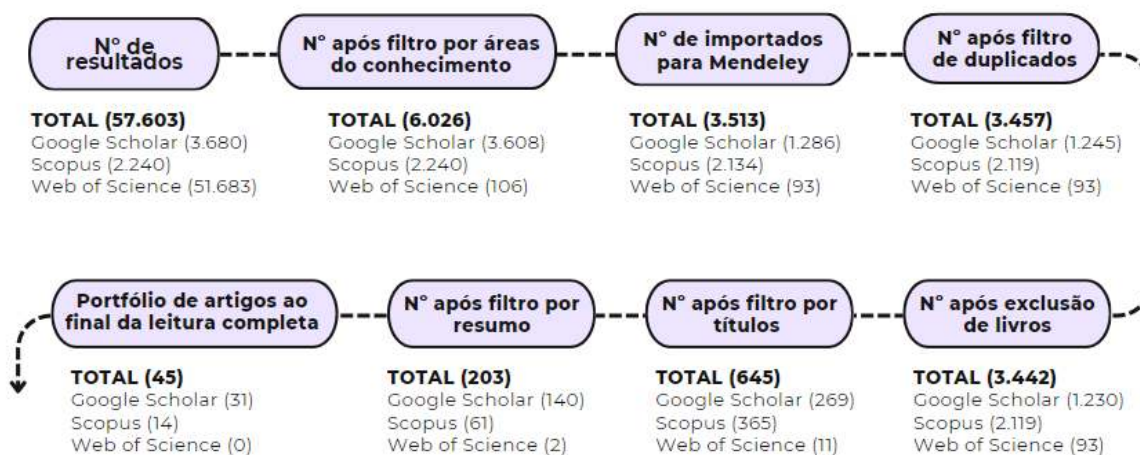 Nº de
resultados
TOTAL (57.603)
Google Scholar (3.680)
Scopus (2.240)
Web of Science (51.683)
Nº após filtro por áreas
do conhecimento
TOTAL (6.026)
Google Scholar (3.608)
Scopus (2.240)
Web of Science (106)
Nº de importados
para Mendeley
TOTAL (3.513)
Google Scholar (1.286)
Scopus (2.134)
Web of Science (93)
Nº após filtro
de duplicados
TOTAL (3.457)
Google Scholar (1.245)
Scopus (2.119)
Web of Science (93)
Nº após exclusão
de livros
TOTAL (3.442)
Google Scholar (1.230)
Scopus (2.119)
Web of Science (93)
Nº após filtro por
títulos
TOTAL (645)
Google Scholar (269)
Scopus (365)
Web of Science (11)
Nº após filtro por
resumo
TOTAL (203)
Google Scholar (140)
Scopus (61)
Web of Science (2)
Portfólio de artigos ao
final da leitura completa
TOTAL (45)
Google Scholar (31)
Scopus (14)
Web of Science (0)